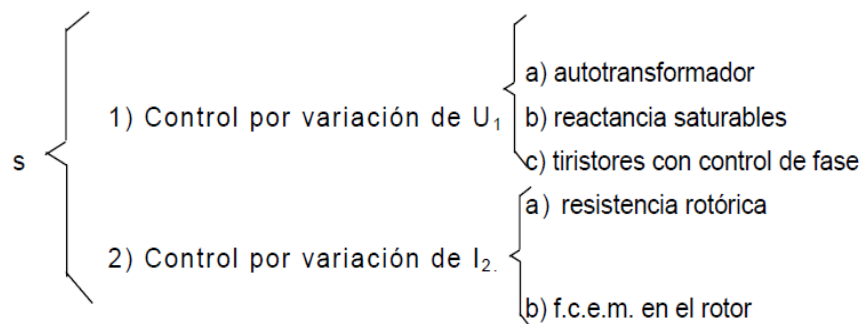 s
1) Control por variación de U1
a) autotransformador
b) reactancia saturables
c) tiristores con control de fase
2) Control por variación de I2.
a) resistencia rotórica
b) f.c.e.m. en el rotor